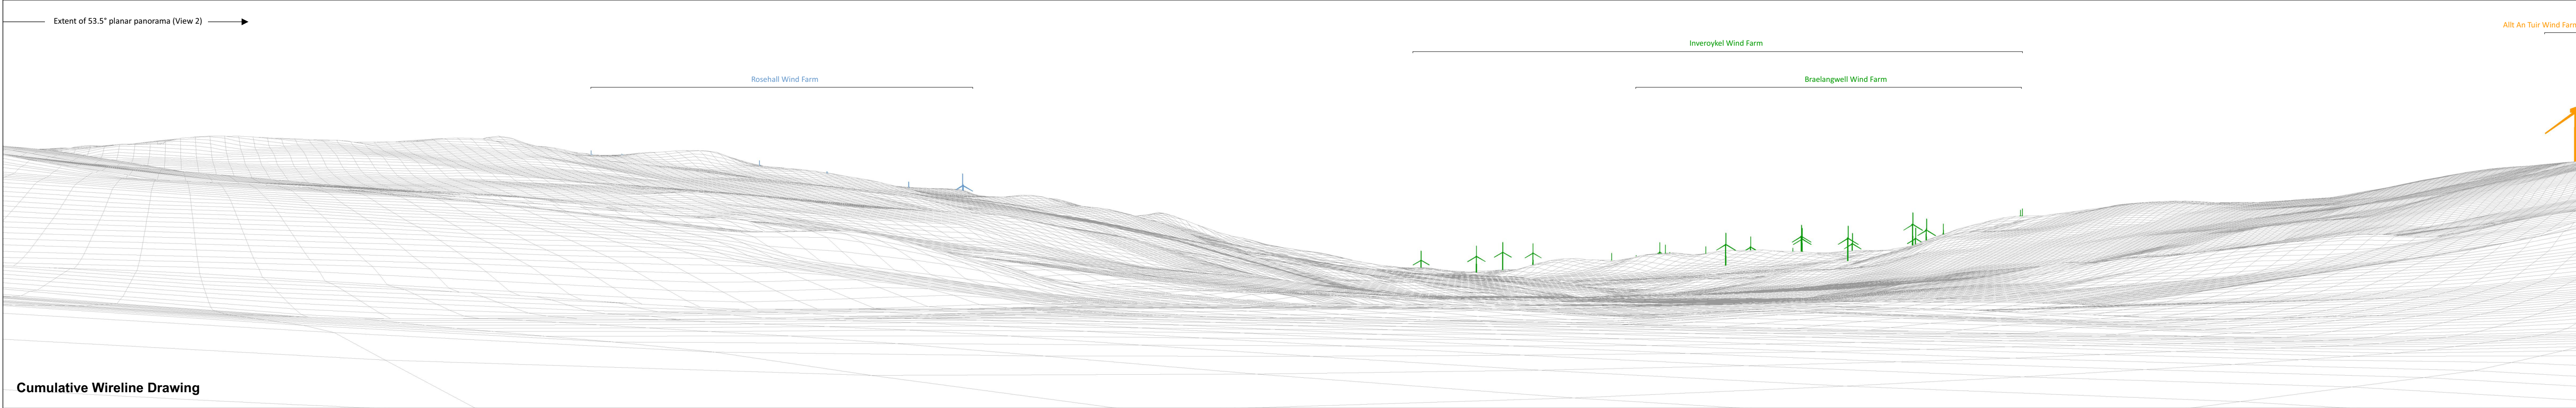 Extent of 53.5° planar panorama (View 2)
Allt An Tuir Wind Farm
Inveroykel Wind Farm
Rosehall Wind Farm
Braelangwell Wind Farm
Cumulative Wireline Drawing